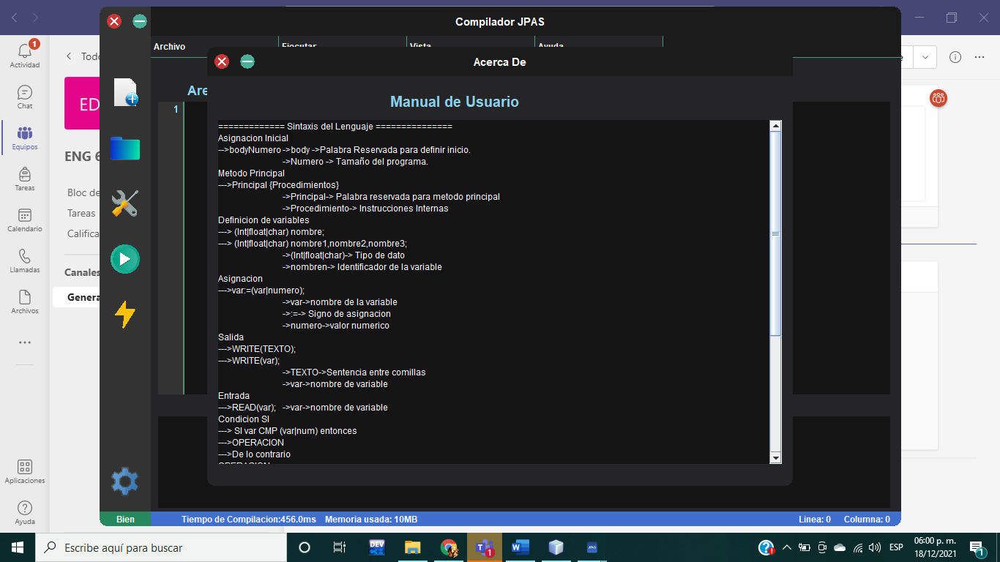 Compilador JPAS
Archivo
Ejecutar
Vista
Ayuda
Acerca De
Manual de Usuario
============= Sintaxis del Lenguaje ===============
Asignacion Inicial
-->bodyNumero ->body ->Palabra Reservada para definir inicio.
->Numero -> Tamaño del programa.
Metodo Principal
--->Principal {Procedimientos}
->Principal-> Palabra reservada para metodo principal
->Procedimiento-> Instrucciones Internas
Definicion de variables
---> (Int|float|char) nombre;
---> (Int|float|char) nombre1,nombre2,nombre3;
->(Int|float|char)-> Tipo de dato
->nombren-> Identificador de la variable
Asignacion
--->var:=(var|numero);
->var->nombre de la variable
->:=-> Signo de asignacion
->numero->valor numerico
Salida
--->WRITE(TEXTO);
--->WRITE(var);
->TEXTO->Sentencia entre comillas
->var->nombre de variable
Entrada
--->READ(var); ->var->nombre de variable
Condicion SI
---> SI var CMP (var|num) entonces
--->OPERACION
--->De lo contrario
OPERACION
Are
1
Bien
Tiempo de Compilacion:456.0ms Memoria usada: 10MB
Linea: 0 Columna: 0
1
Actividad
Chat
Equipos
Tareas
Calendario
Llamadas
Archivos
Aplicaciones
Ayuda
Todo
ED
ENG 6
Bloc de
Tareas
Califica
Canales
Genera
Escribe aquí para buscar
DEV
1
JPAS
ESP
06:00 p. m.
18/12/2021
1